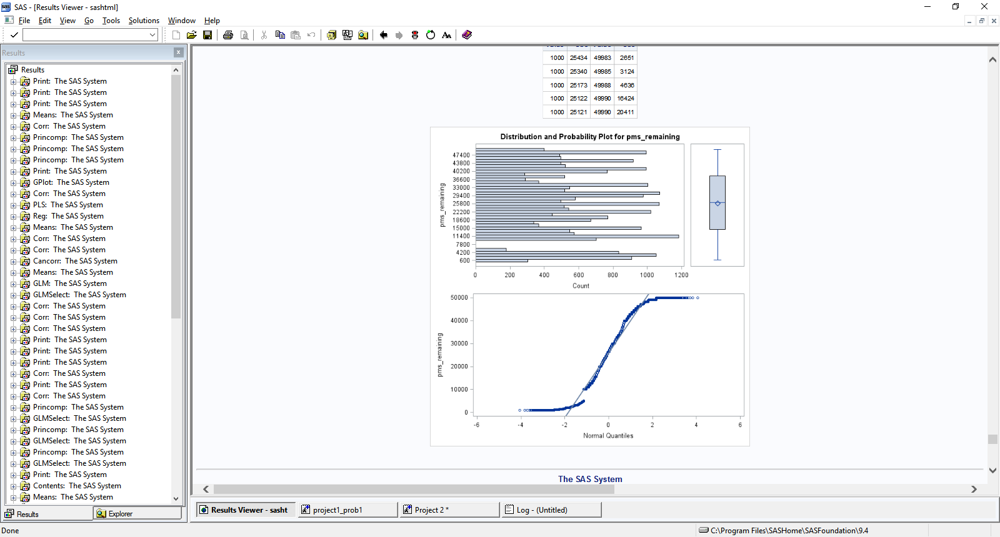 SAS - [Results Viewer - sashtml]
File Edit View Go Tools Solutions Window Help
Results
Results
Print: The SAS System
Print: The SAS System
Print: The SAS System
Means: The SAS System
Corr: The SAS System
Princomp: The SAS System
Princomp: The SAS System
Princomp: The SAS System
Print: The SAS System
GPlot: The SAS System
Corr: The SAS System
PLS: The SAS System
Reg: The SAS System
Means: The SAS System
Corr: The SAS System
Corr: The SAS System
Cancorr: The SAS System
Means: The SAS System
GLM: The SAS System
GLMSelect: The SAS System
Corr: The SAS System
Corr: The SAS System
Corr: The SAS System
Print: The SAS System
Print: The SAS System
Print: The SAS System
Corr: The SAS System
Print: The SAS System
Corr: The SAS System
Princomp: The SAS System
GLMSelect: The SAS System
Princomp: The SAS System
GLMSelect: The SAS System
Princomp: The SAS System
GLMSelect: The SAS System
Print: The SAS System
Contents: The SAS System
Means: The SAS System
Results Explorer
1000 25434 49983 2651
1000 25340 49985 3124
1000 25173 49988 4636
1000 25122 49990 16424
1000 25121 49990 20411
Distribution and Probability Plot for pms_remaining
pms_remaining
47400
43800
40200
36600
33000
29400
25800
22200
18600
15000
11400
7800
4200
600
0 200 400 600 800 1000 1200
Count
pms_remaining
50000
40000
30000
20000
10000
0
-6 -4 -2 0 2 4 6
Normal Quantiles
The SAS System
Results Viewer - sasht project1_prob1 Project 2 * Log - (Untitled)
Done C:\Program Files\SASHome\SASFoundation\9.4